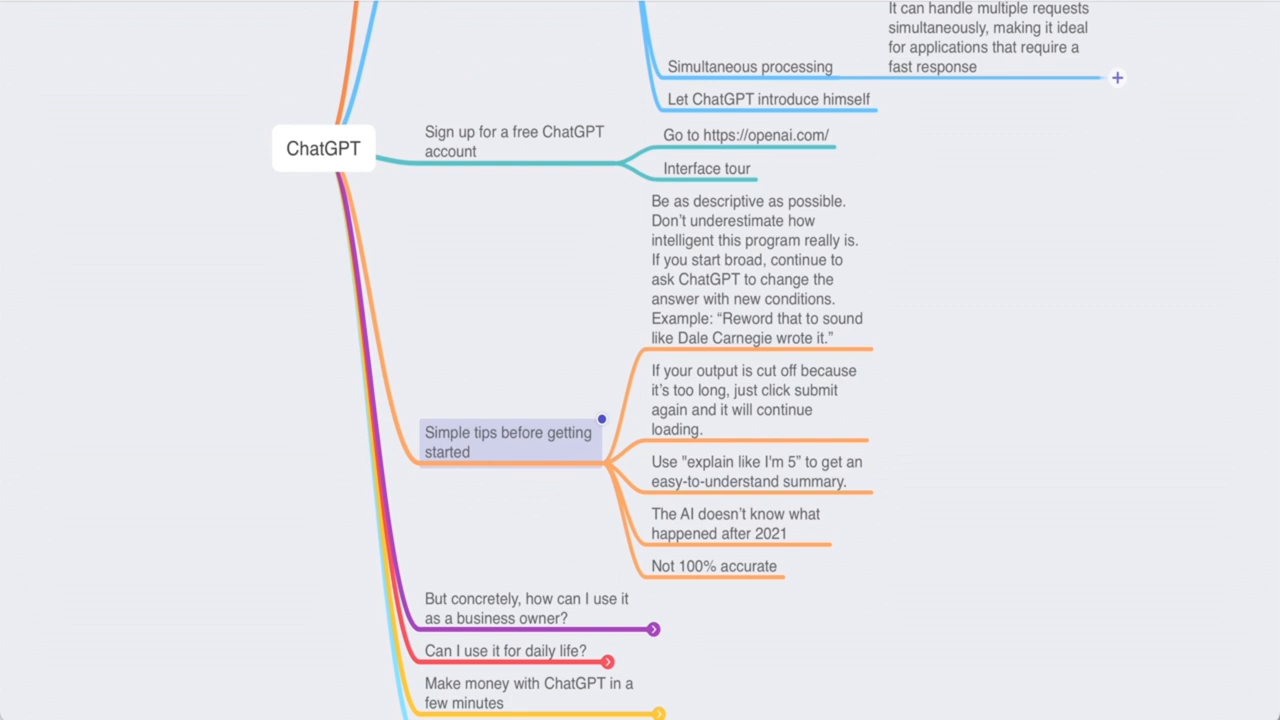 It can handle multiple requests
simultaneously, making it ideal
for applications that require a
fast response
Simultaneous processing
Let ChatGPT introduce himself
ChatGPT
Sign up for a free ChatGPT
account
Go to https://openai.com/
Interface tour
Be as descriptive as possible.
Don’t underestimate how
intelligent this program really is.
If you start broad, continue to
ask ChatGPT to change the
answer with new conditions.
Example: “Reword that to sound
like Dale Carnegie wrote it.”
Simple tips before getting
started
If your output is cut off because
it’s too long, just click submit
again and it will continue
loading.
Use "explain like I'm 5” to get an
easy-to-understand summary.
The AI doesn’t know what
happened after 2021
Not 100% accurate
But concretely, how can I use it
as a business owner?
Can I use it for daily life?
Make money with ChatGPT in a
few minutes